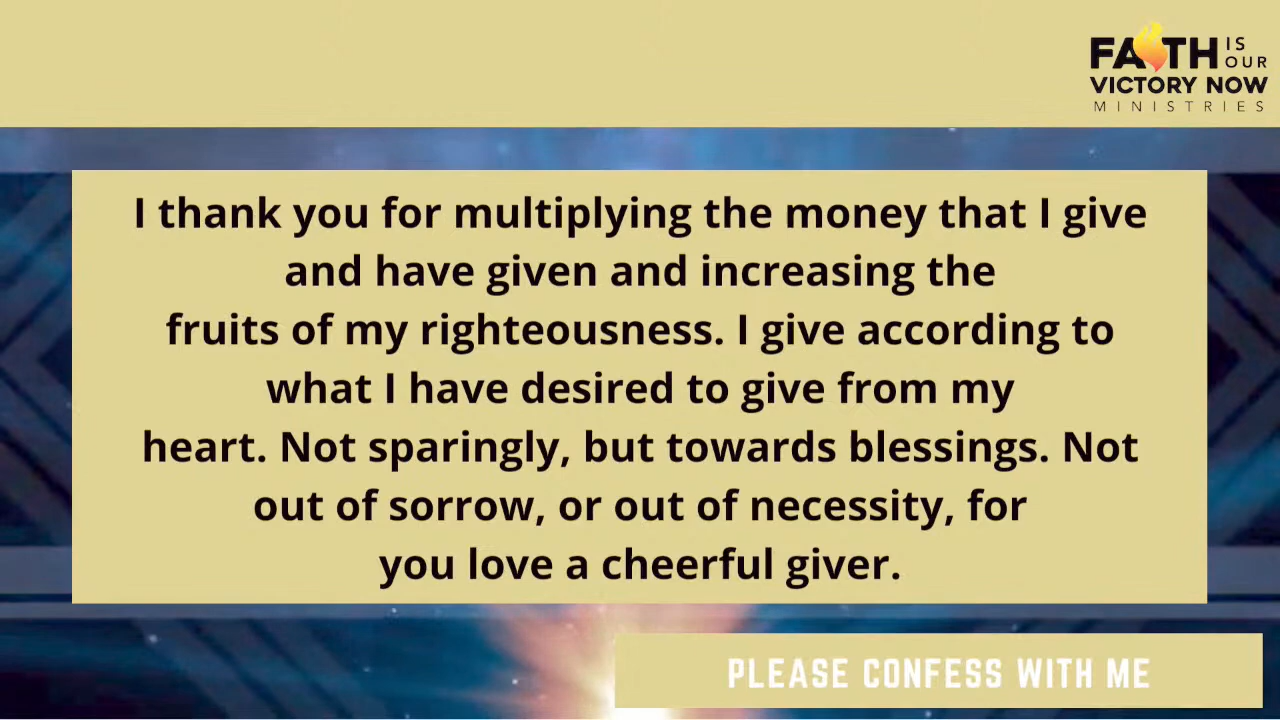 FAITH IS OUR
VICTORY NOW
MINISTRIES
I thank you for multiplying the money that I give
and have given and increasing the
fruits of my righteousness. I give according to
what I have desired to give from my
heart. Not sparingly, but towards blessings. Not
out of sorrow, or out of necessity, for
you love a cheerful giver.
PLEASE CONFESS WITH ME